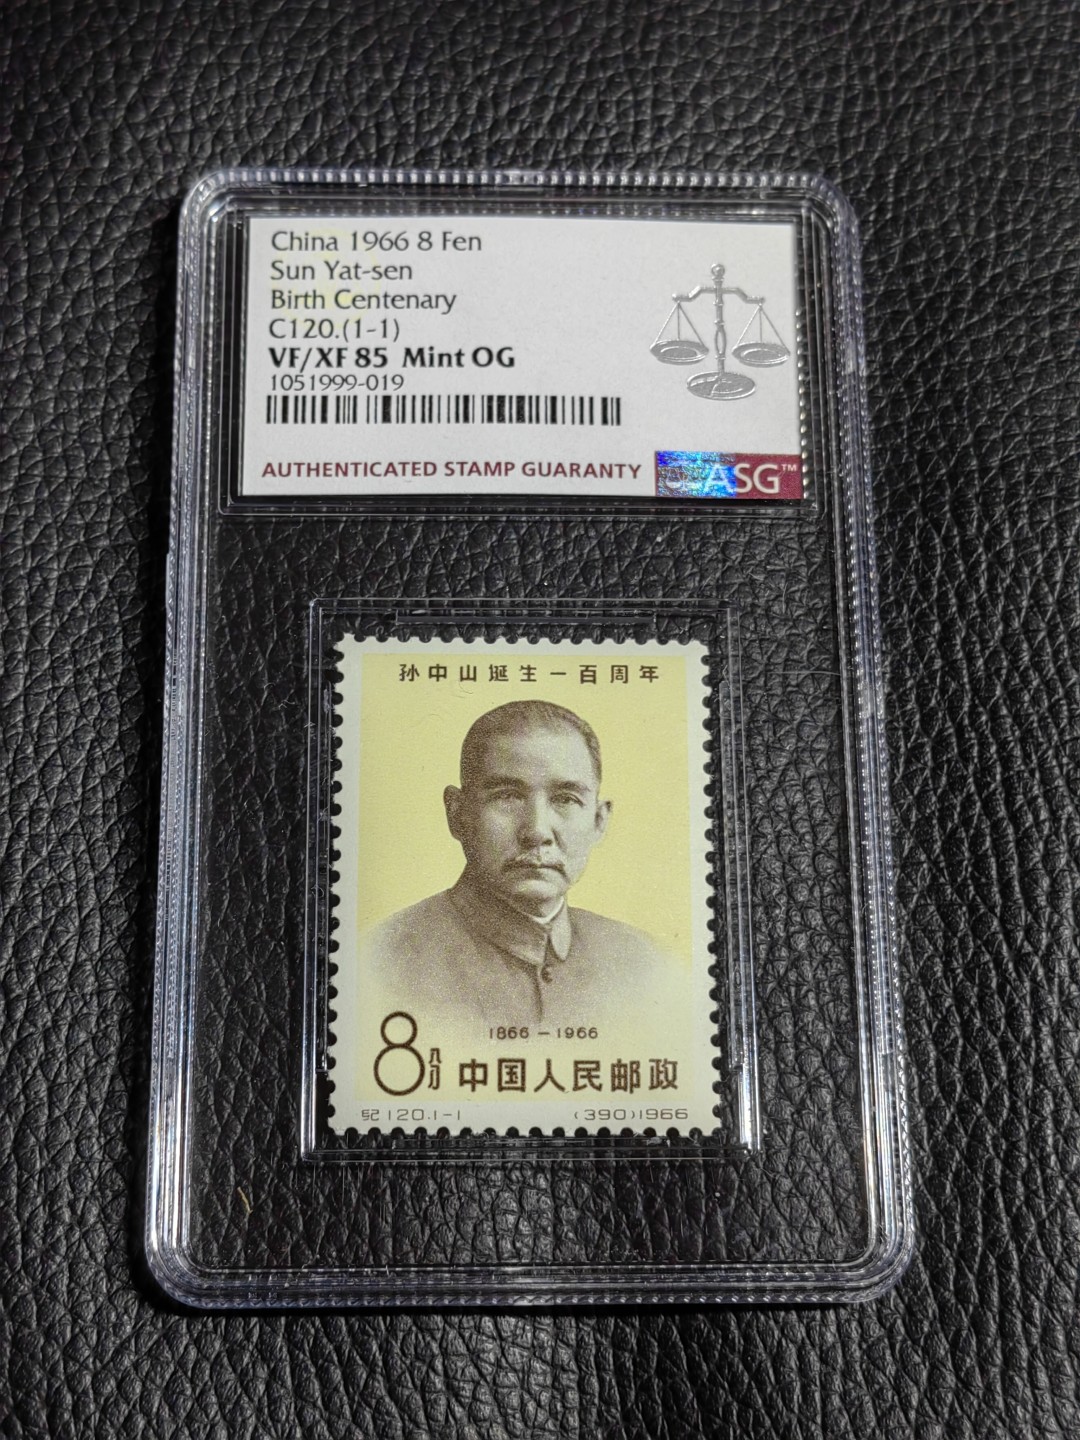 China 1966 8 Fen
Sun Yat-sen
Birth Centenary
C120.(1-1)
VF/XF 85 Mint OG
1051999-019
AUTHENTICATED STAMP GUARANTY
ASG™
孙中山诞生一百周年
1866－1966
8八分 中国人民邮政
纪120.1-1 (390)1966